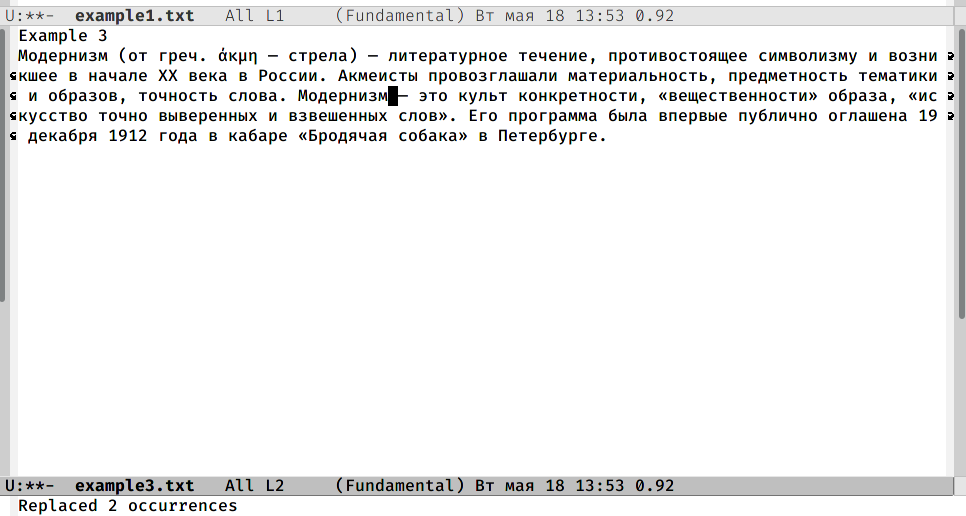 U:**-  example1.txt   All L1     (Fundamental) Вт мая 18 13:53 0.92
Example 3
Модернизм (от греч. άκμη — стрела) — литературное течение, противостоящее символизму и возни
кшее в начале XX века в России. Акмеисты провозглашали материальность, предметность тематики
 и образов, точность слова. Модернизм — это культ конкретности, «вещественности» образа, «ис
кусство точно выверенных и взвешенных слов». Его программа была впервые публично оглашена 19
 декабря 1912 года в кабаре «Бродячая собака» в Петербурге.
U:**-  example3.txt   All L2     (Fundamental) Вт мая 18 13:53 0.92
Replaced 2 occurrences